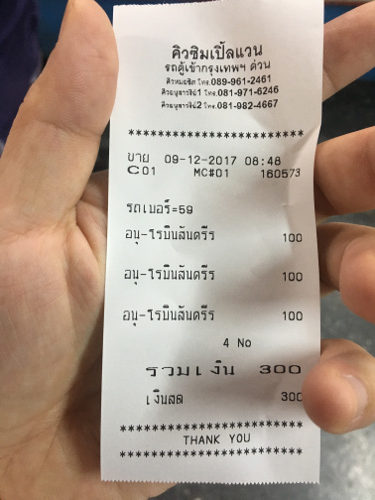 คิวซิมเปิ้ลแวน
รถตู้เข้ากรุงเทพฯ ด่วน
คิวหมอชิต โทร.089-961-2461
คิวอนุสาวรีย์1 โทร.081-971-6246
คิวอนุสาวรีย์2 โทร.081-982-4667
******************************
ขาย 09-12-2017 08:48
C01 MC#01 160573
รถเบอร์=59
อนุ-โรบินสันศรีร 100
อนุ-โรบินสันศรีร 100
อนุ-โรบินสันศรีร 100
4 No
รวมเงิน 300
เงินสด 300
******************************
THANK YOU
******************************